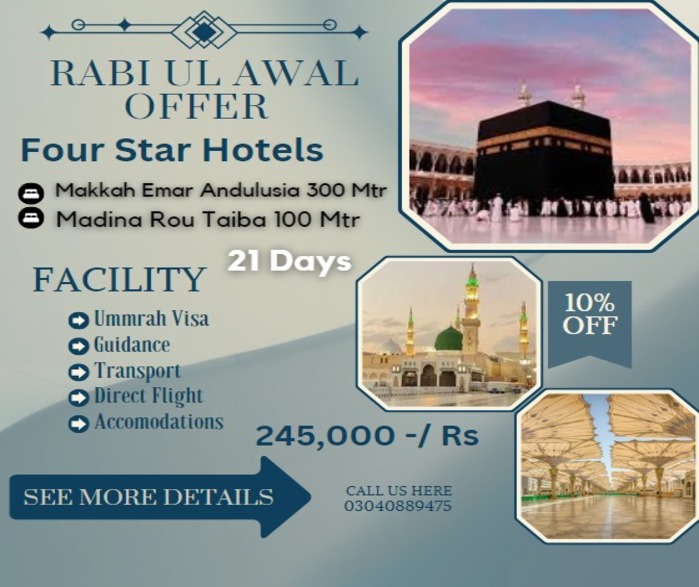 RABI UL AWAL
OFFER
Four Star Hotels
Makkah Emar Andulusia 300 Mtr
Madina Rou Taiba 100 Mtr
21 Days
FACILITY
Ummrah Visa
Guidance
Transport
Direct Flight
Accomodations
10%
OFF
245,000 -/ Rs
SEE MORE DETAILS
CALL US HERE
03040889475